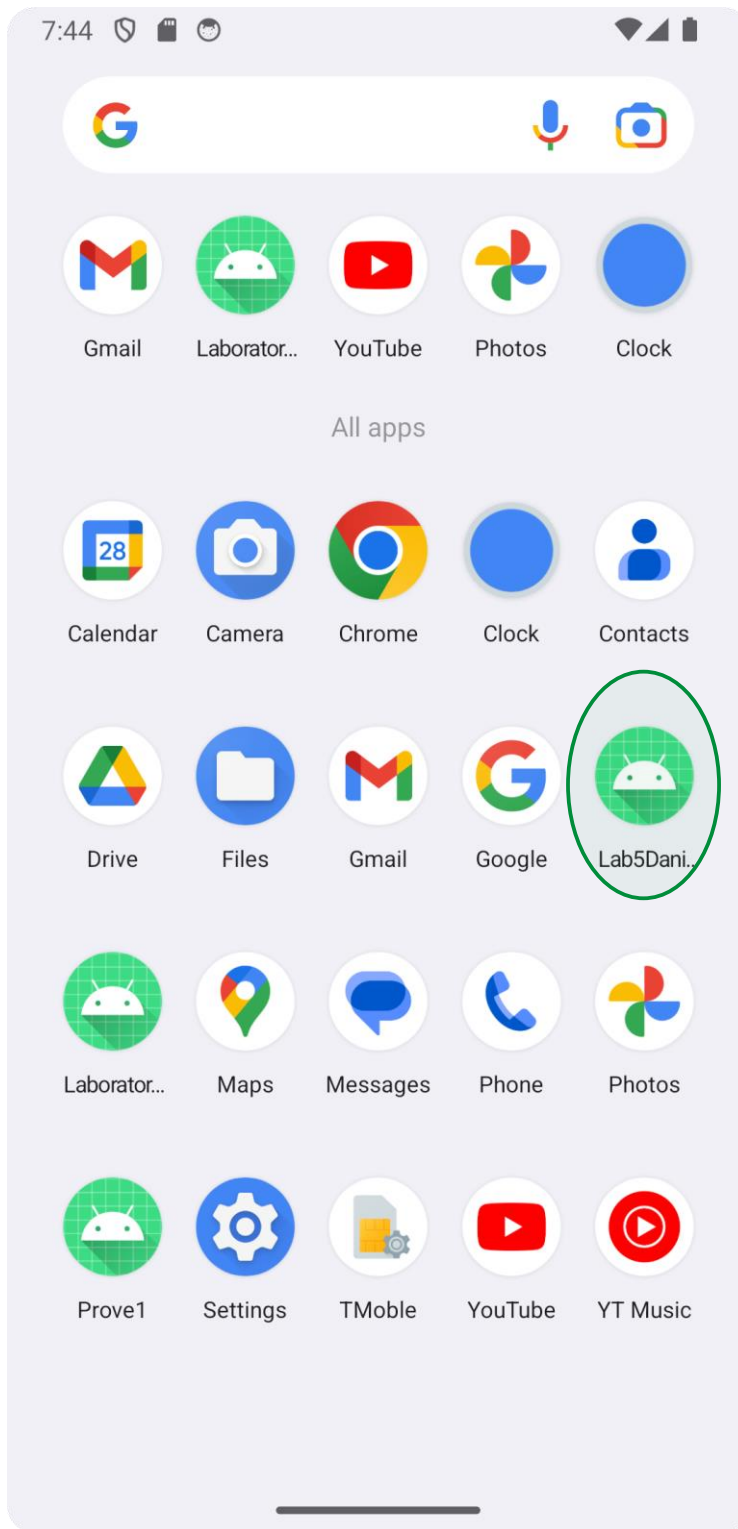 7:44
Gmail Laborator... YouTube Photos Clock
All apps
28
Calendar Camera Chrome Clock Contacts
Drive Files Gmail Google Lab5Dani..
Laborator... Maps Messages Phone Photos
Prove1 Settings TMoble YouTube YT Music